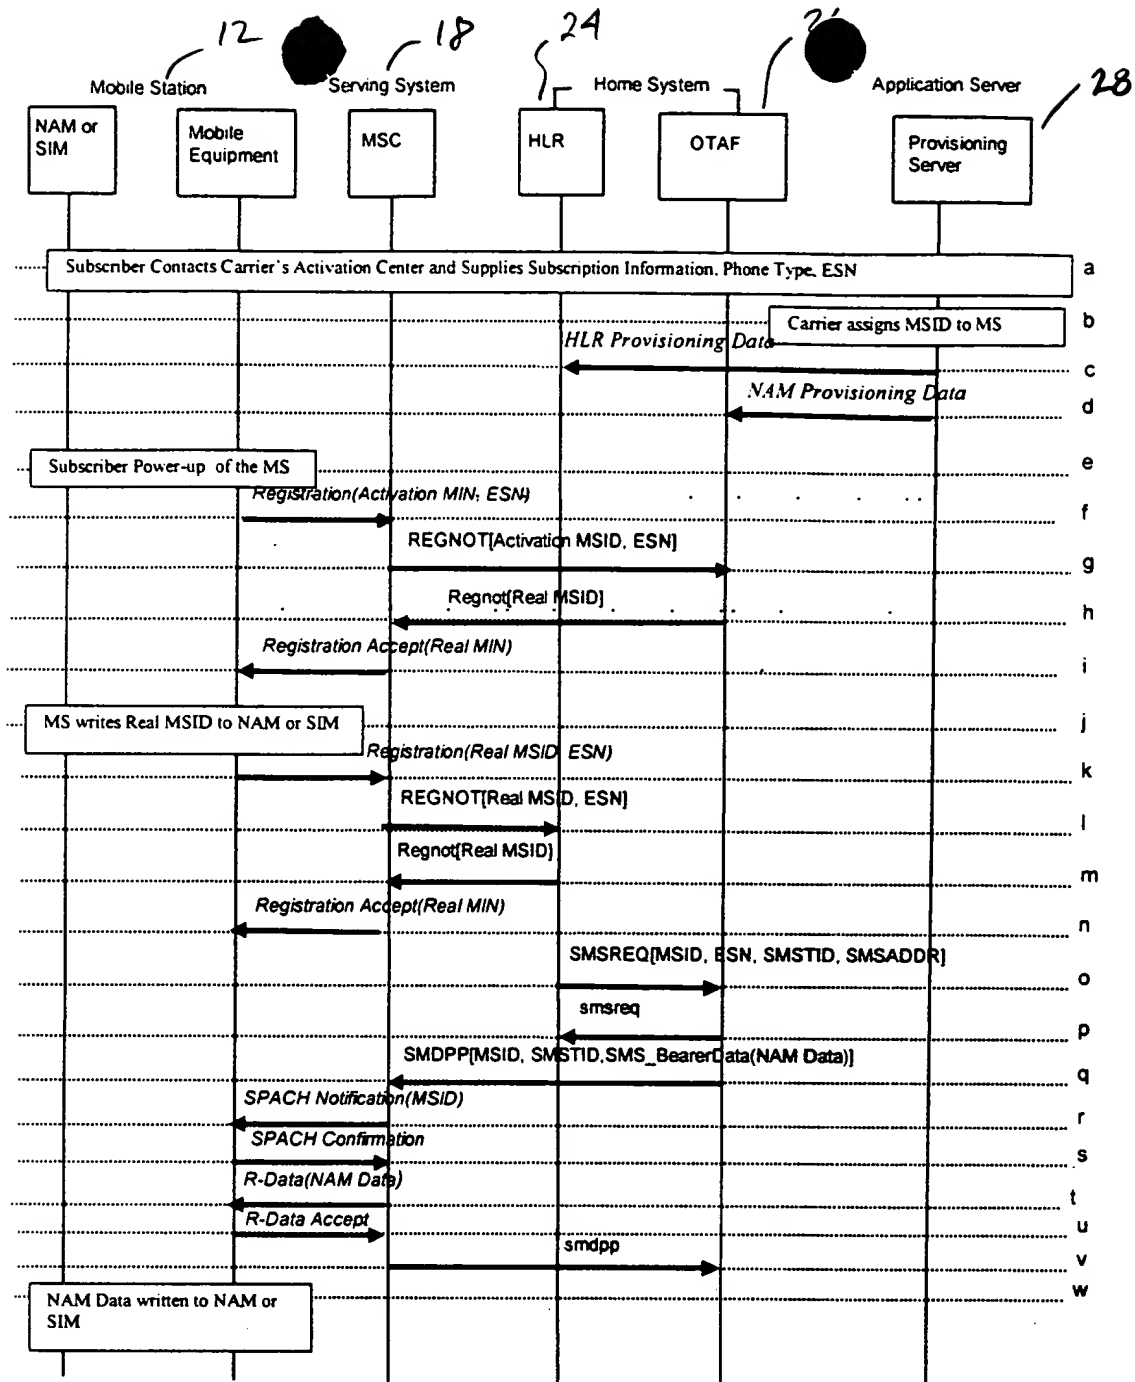 12
18
24
28
Mobile Station
Serving System
Home System
Application Server
NAM or
SIM
Mobile
Equipment
MSC
HLR
OTAF
Provisioning
Server
Subscriber Contacts Carrier's Activation Center and Supplies Subscription Information, Phone Type, ESN
a
Carrier assigns MSID to MS
b
HLR Provisioning Data
c
NAM Provisioning Data
d
Subscriber Power-up of the MS
e
Registration(Activation MIN, ESN)
f
REGNOT[Activation MSID, ESN]
g
Regnot[Real MSID]
h
Registration Accept(Real MIN)
i
MS writes Real MSID to NAM or SIM
j
Registration(Real MSID, ESN)
k
REGNOT[Real MSID, ESN]
l
Regnot[Real MSID]
m
Registration Accept(Real MIN)
n
SMSREQ[MSID, ESN, SMSTID, SMSADDR]
o
smsreq
p
SMDPP[MSID, SMSTID,SMS_BearerData(NAM Data)]
q
SPACH Notification(MSID)
r
SPACH Confirmation
s
R-Data(NAM Data)
t
R-Data Accept
u
smdpp
v
NAM Data written to NAM or
SIM
w